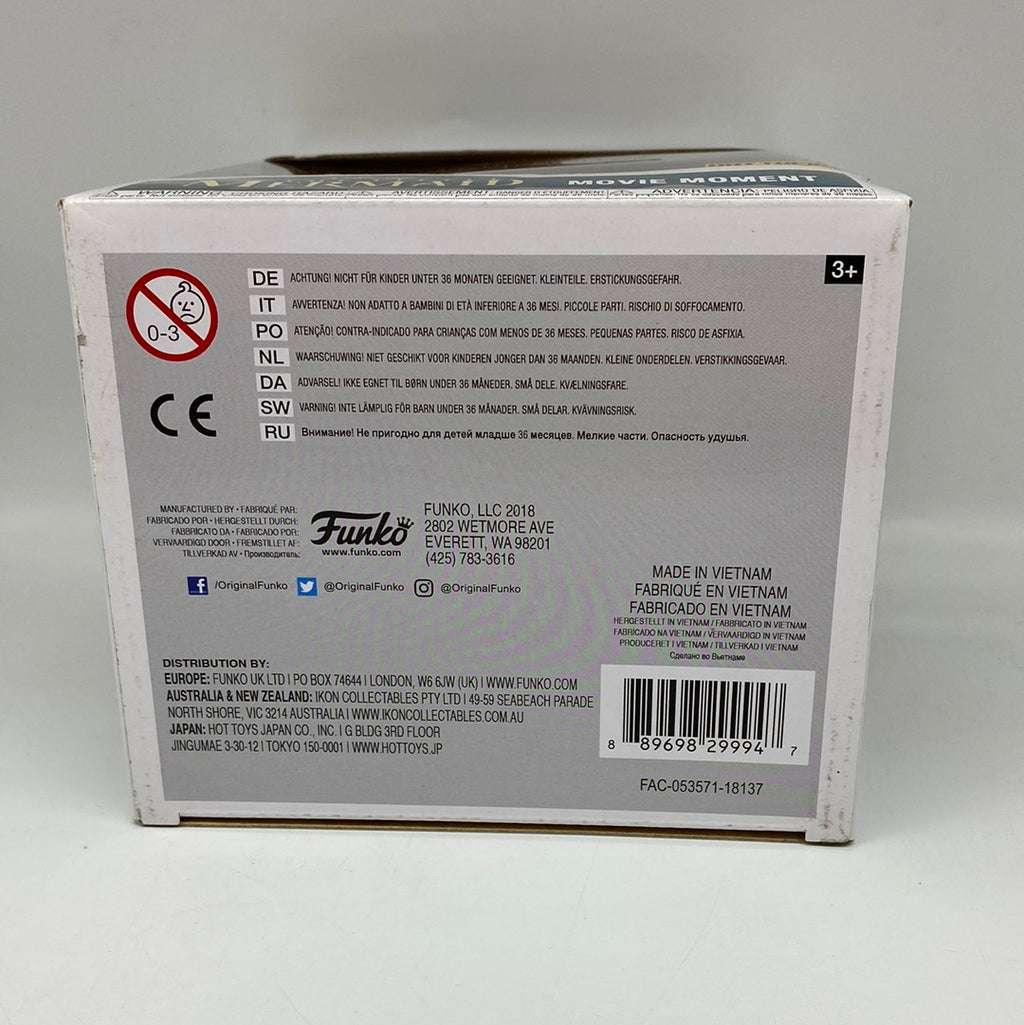 MERMAID MOVIE MOMENT
3+
0-3
DE ACHTUNG! NICHT FÜR KINDER UNTER 36 MONATEN GEEIGNET. KLEINTEILE. ERSTICKUNGSGEFAHR.
IT AVVERTENZA! NON ADATTO A BAMBINI DI ETÀ INFERIORE A 36 MESI. PICCOLE PARTI. RISCHIO DI SOFFOCAMENTO.
PO ATENÇÃO! CONTRA-INDICADO PARA CRIANÇAS COM MENOS DE 36 MESES. PEQUENAS PARTES. RISCO DE ASFIXIA.
NL WAARSCHUWING! NIET GESCHIKT VOOR KINDEREN JONGER DAN 36 MAANDEN. KLEINE ONDERDELEN. VERSTIKKINGSGEVAAR.
DA ADVARSEL! IKKE EGNET TIL BØRN UNDER 36 MÅNEDER. SMÅ DELE. KVÆLNINGSFARE.
SW VARNING! INTE LÄMPLIG FÖR BARN UNDER 36 MÅNADER. SMÅ DELAR. KVÄVNINGSRISK.
RU Внимание! Не пригодно для детей младше 36 месяцев. Мелкие части. Опасность удушья.
CE
MANUFACTURED BY • FABRIQUÉ PAR:
FABRICADO POR • HERGESTELLT DURCH:
FABBRICATO DA • FABRICADO POR:
VERVAARDIGD DOOR • FREMSTILLET AF:
TILLVERKAD AV • Производитель:
Funko
www.funko.com
FUNKO, LLC 2018
2802 WETMORE AVE
EVERETT, WA 98201
(425) 783-3616
/OriginalFunko @OriginalFunko @OriginalFunko
MADE IN VIETNAM
FABRIQUÉ EN VIETNAM
FABRICADO EN VIETNAM
HERGESTELLT IN VIETNAM / FABBRICATO IN VIETNAM
FABRICADO NA VIETNAM / VERVAARDIGD IN VIETNAM
PRODUCERET I VIETNAM / TILLVERKAD I VIETNAM
Сделано во Вьетнаме
DISTRIBUTION BY:
EUROPE: FUNKO UK LTD | PO BOX 74644 | LONDON, W6 6JW (UK) | WWW.FUNKO.COM
AUSTRALIA & NEW ZEALAND: IKON COLLECTABLES PTY LTD | 49-59 SEABEACH PARADE
NORTH SHORE, VIC 3214 AUSTRALIA | WWW.IKONCOLLECTABLES.COM.AU
JAPAN: HOT TOYS JAPAN CO., INC. | G BLDG 3RD FLOOR
JINGUMAE 3-30-12 | TOKYO 150-0001 | WWW.HOTTOYS.JP
8 89698 29994 7
FAC-053571-18137